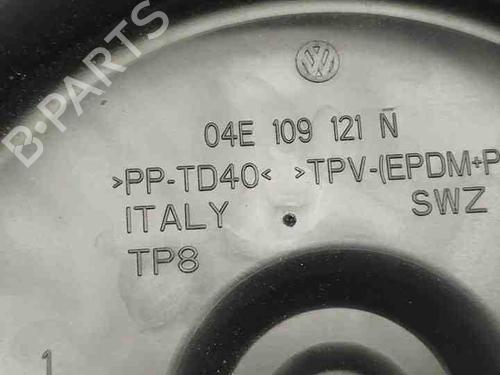 B-PARTS
04E 109 121 N
>PP-TD40< >TPV-(EPDM+P
ITALY SWZ
TP8
1